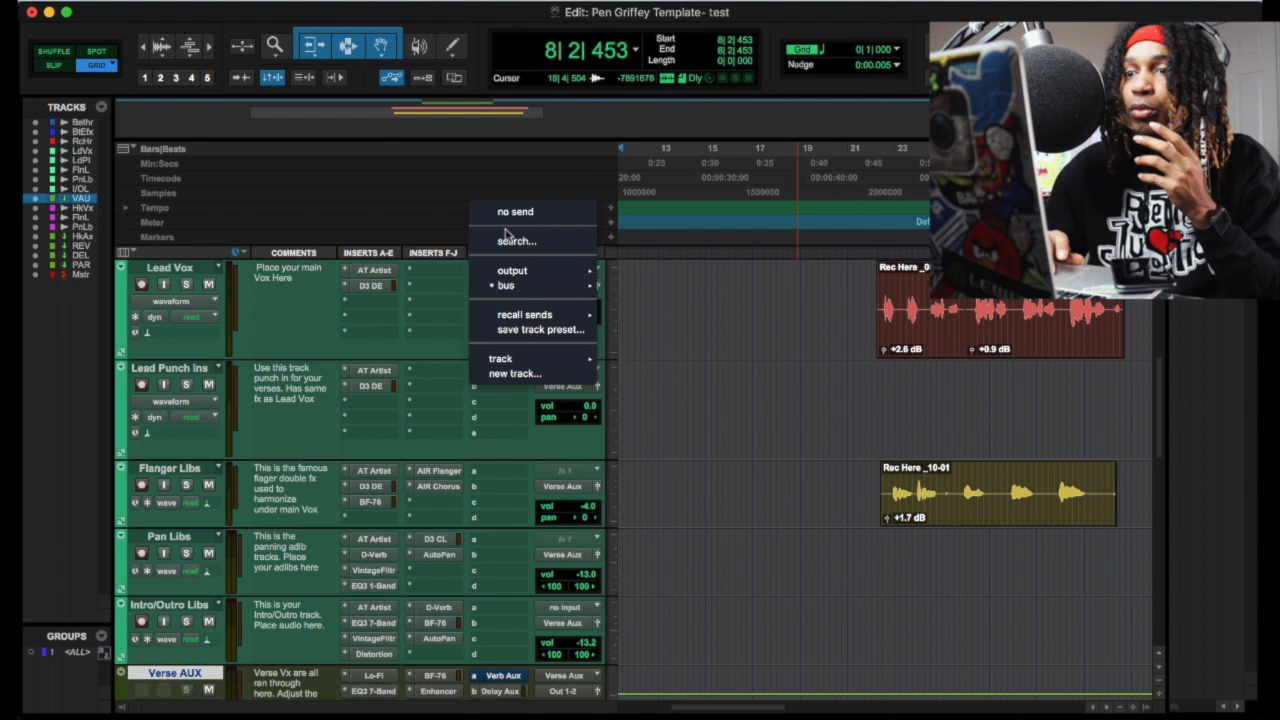 Edit: Pen Griffey Template- test
SHUFFLE SPOT
SLIP GRID
1 2 3 4 5
8| 2| 453
Start 8| 2| 453
End 8| 2| 453
Length 0| 0| 000
Cursor 18| 4| 504 -7891676 Dly
Grid 0| 1| 000
Nudge 0:00.005
TRACKS
Bethr
BtEfx
RcHr
LdVx
LdPI
FlnL
PnLb
I/OL
VAU
HkVx
FlnL
PnLb
HkAx
REV
DEL
PAR
Mstr
GROUPS
1 <ALL>
Bars|Beats 13 15 17 19 21 23
Min:Secs 0:25 0:30 0:35 0:40 0:45
Timecode 20:00 00:00:30:00 00:00:40:00
Samples 1000000 1500000 2000000
Tempo
Meter
Markers
COMMENTS INSERTS A-E INSERTS F-J
no send
search...
output
bus
recall sends
save track preset...
track
new track...
Lead Vox
I S M
waveform
dyn read
Place your main
Vox Here
AT Artist
D3 DE
+2.6 dB +0.9 dB
Lead Punch Ins
I S M
waveform
dyn read
Use this track
punch in for your
verses. Has same
fx as Lead Vox
AT Artist
D3 DE
b
c
d
e
Verse Aux
vol 0.0
pan 0
Flanger Libs
I S M
wave read
This is the famous
flager double fx
used to
harmonize
under main Vox
AT Artist
D3 DE
BF-76
AIR Flanger
AIR Chorus
a
b
c
d
In 1
Verse Aux
vol -4.0
pan 0
Rec Here _10-01
+1.7 dB
Pan Libs
I S M
wave read
This is the
panning adlib
tracks. Place
your adlibs here
AT Artist
D-Verb
VintageFiltr
EQ3 1-Band
D3 CL
AutoPan
a
b
c
d
In 1
Verse Aux
vol -13.0
100 100
Intro/Outro Libs
I S M
wave read
This is your
Intro/Outro track.
Place audio here.
AT Artist
EQ3 7-Band
VintageFiltr
Distortion
D-Verb
BF-76
AutoPan
a
b
c
d
no input
Verse Aux
vol -13.2
100 100
Verse AUX
S M
Verse Vx are all
ran through
here. Adjust the
Lo-Fi
EQ3 7-Band
BF-76
Enhancer
a Verb Aux
b Delay Aux
Verse Aux
Out 1-2